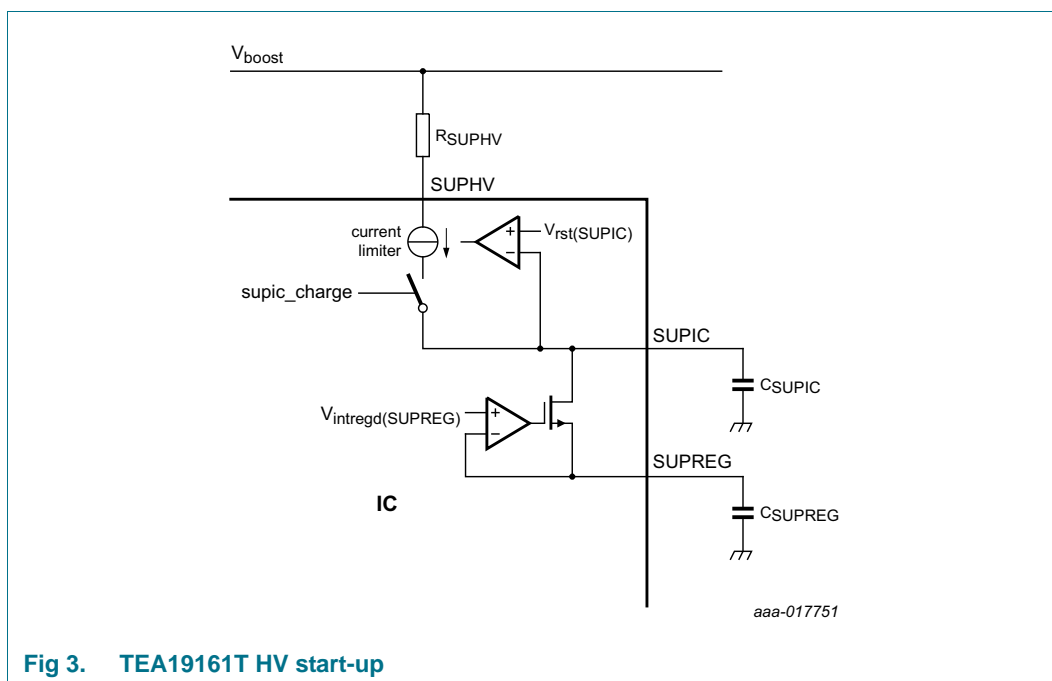 Vboost
RSUPHV
SUPHV
current
limiter
+
−
Vrst(SUPIC)
supic_charge
SUPIC
CSUPIC
Vintregd(SUPREG)
+
−
SUPREG
IC
CSUPREG
aaa-017751
Fig 3. TEA19161T HV start-up